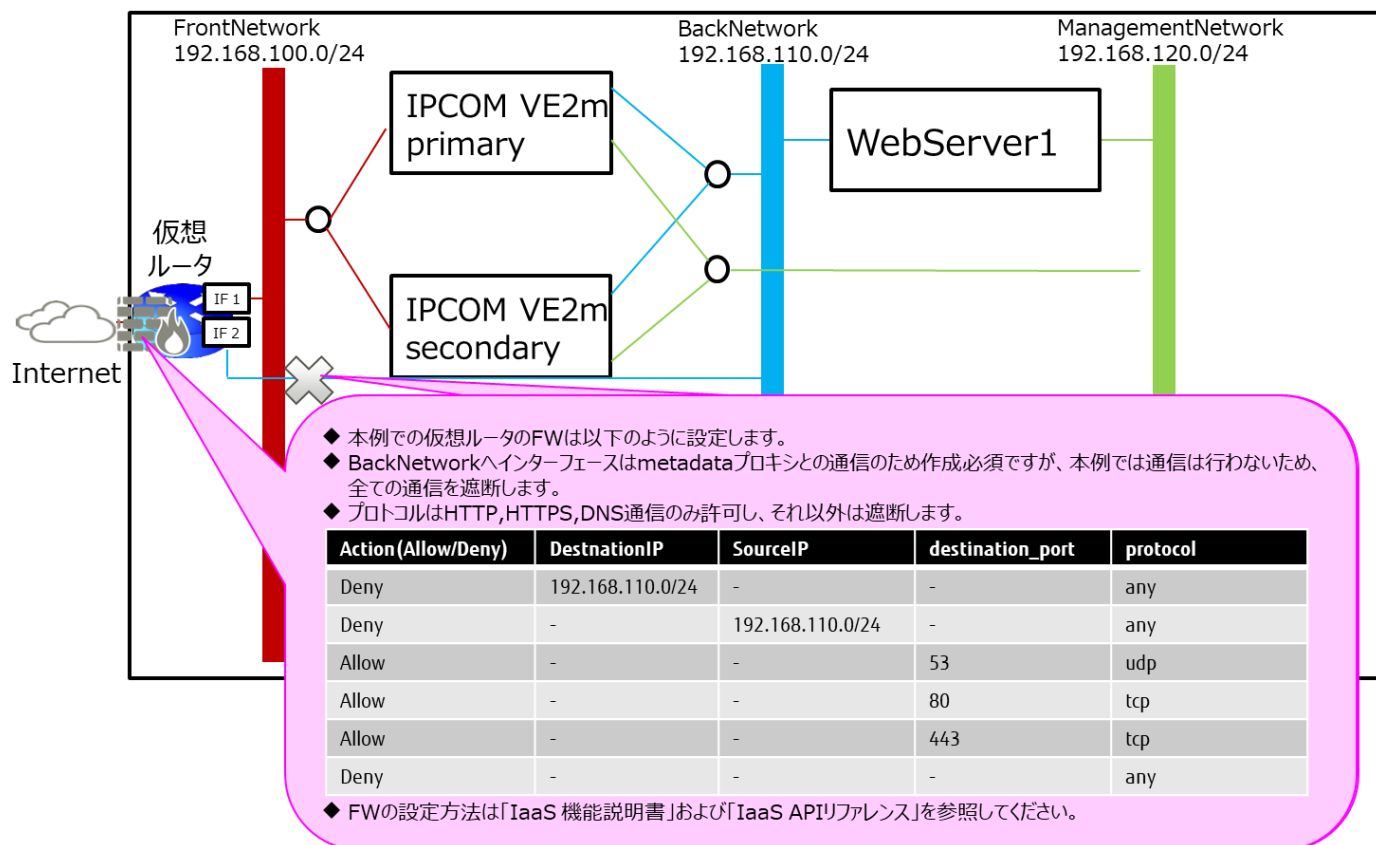 FrontNetwork
192.168.100.0/24
BackNetwork
192.168.110.0/24
ManagementNetwork
192.168.120.0/24
IPCOM VE2m
primary
WebServer1
仮想
ルータ
IF 1
IF 2
IPCOM VE2m
secondary
Internet
◆ 本例での仮想ルータのFWは以下のように設定します。
◆ BackNetworkへインターフェースはmetadataプロキシとの通信のため作成必須ですが、本例では通信は行わないため、
全ての通信を遮断します。
◆ プロトコルはHTTP,HTTPS,DNS通信のみ許可し、それ以外は遮断します。
Action(Allow/Deny) DestnationIP SourceIP destination_port protocol
Deny 192.168.110.0/24 - - any
Deny - 192.168.110.0/24 - any
Allow - - 53 udp
Allow - - 80 tcp
Allow - - 443 tcp
Deny - - - any
◆ FWの設定方法は「IaaS 機能説明書」および「IaaS APIリファレンス」を参照してください。